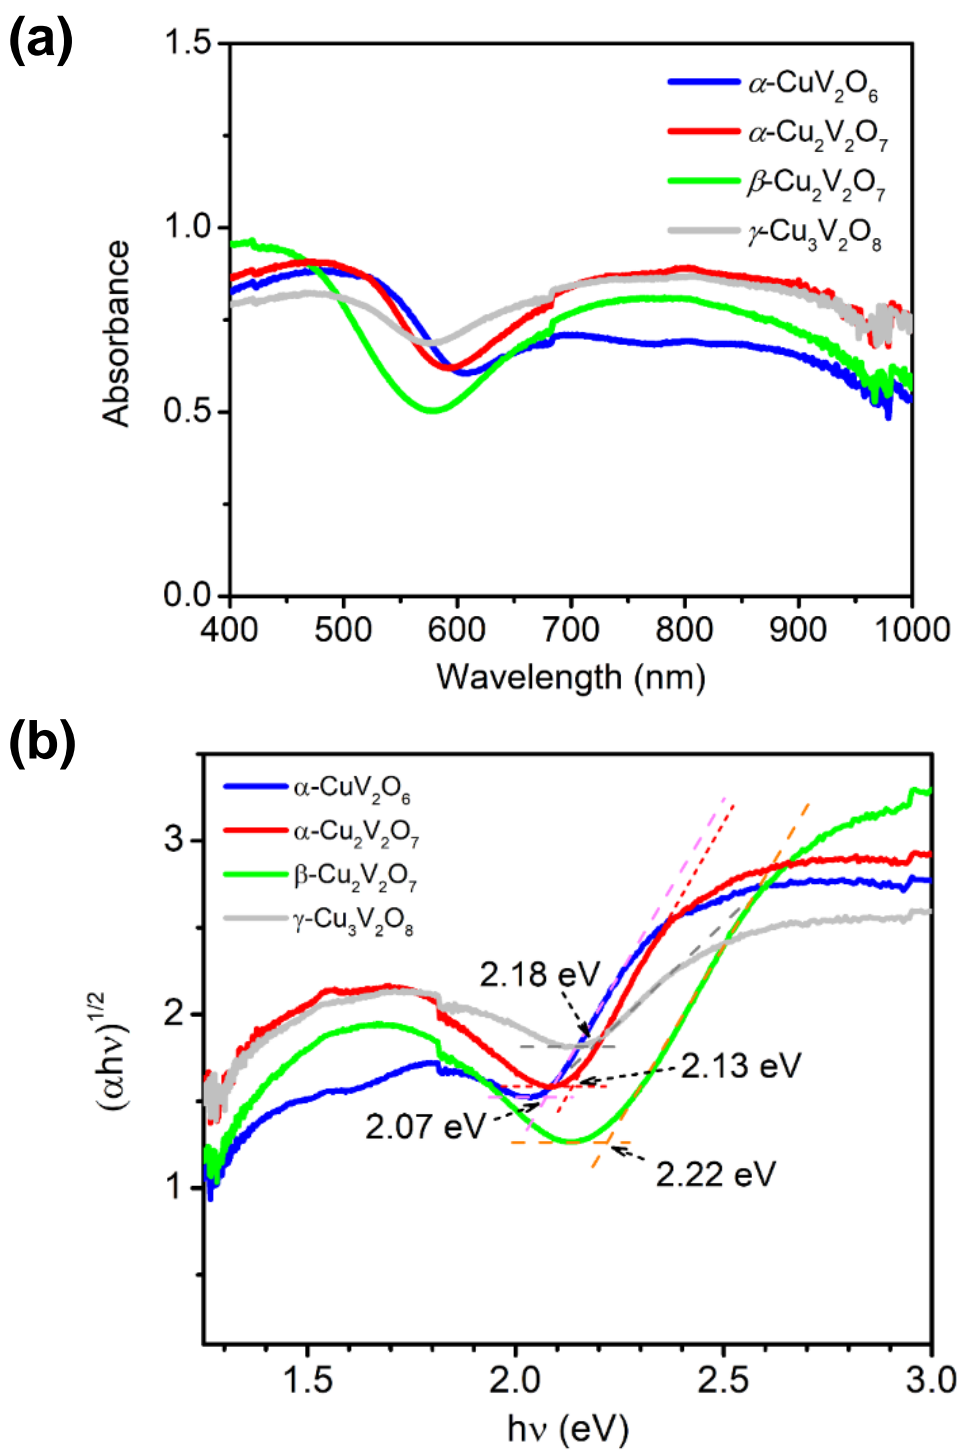 (a)
1.5
1.0
0.5
0.0
Absorbance
α-CuV₂O₆
α-Cu₂V₂O₇
β-Cu₂V₂O₇
γ-Cu₃V₂O₈
400 500 600 700 800 900 1000
Wavelength (nm)
(b)
3
2
1
(αhν)¹/²
α-CuV₂O₆
α-Cu₂V₂O₇
β-Cu₂V₂O₇
γ-Cu₃V₂O₈
2.18 eV
2.13 eV
2.07 eV
2.22 eV
1.5 2.0 2.5 3.0
hν (eV)